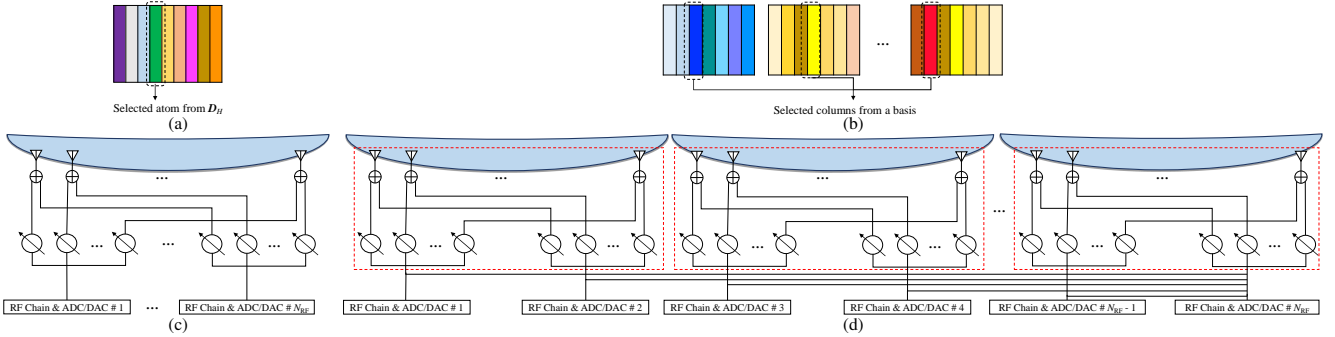 ...
Selected atom from D_H
Selected columns from a basis
(a)
(b)
... ... ... ...
...
... ... ... ... ... ... ... ...
RF Chain & ADC/DAC # 1 ... RF Chain & ADC/DAC # N_RF
RF Chain & ADC/DAC # 1
RF Chain & ADC/DAC # 2
RF Chain & ADC/DAC # 3
RF Chain & ADC/DAC # 4
RF Chain & ADC/DAC # N_RF - 1
RF Chain & ADC/DAC # N_RF
(c)
(d)